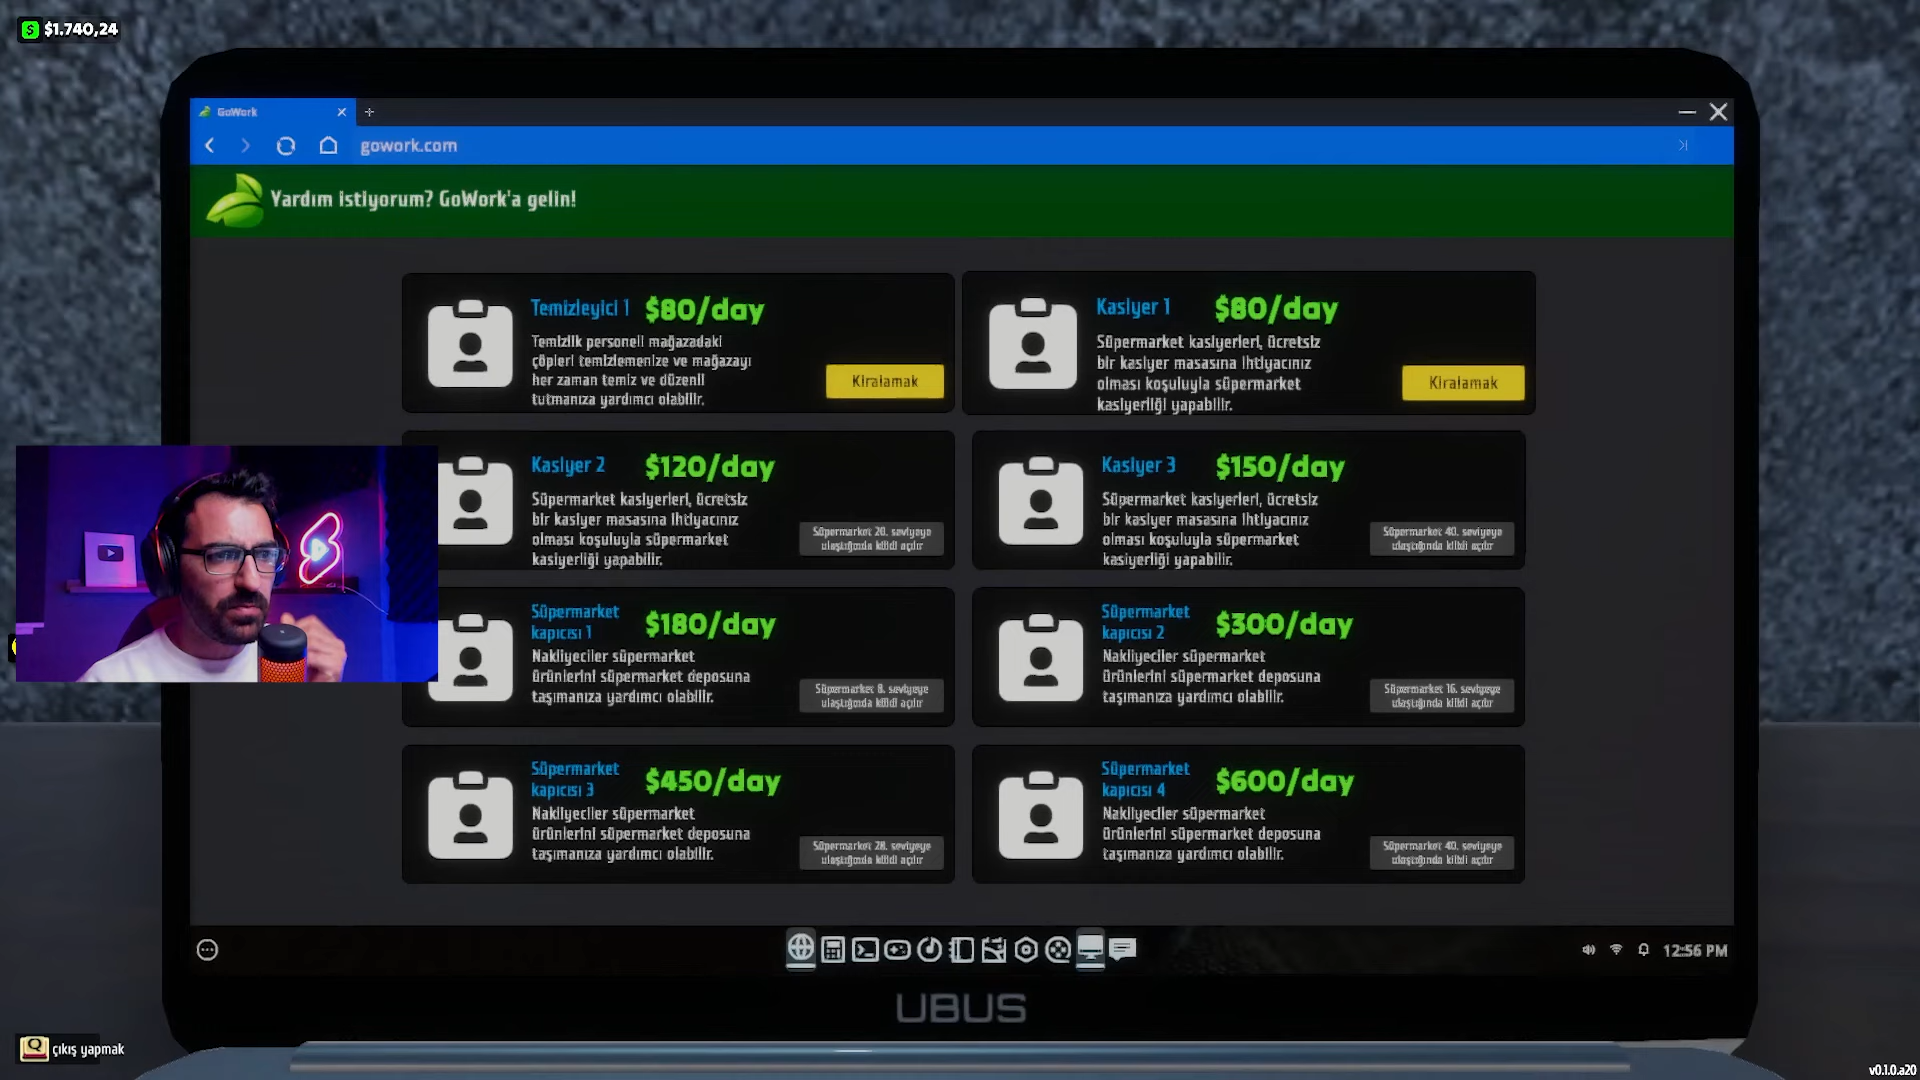 $1.740,24
GoWork
gowork.com
Yardım istiyorum? GoWork'a gelin!
Temizleyici 1 $80/day
Temizlik personeli mağazadaki
çöpleri temizlemenize ve mağazayı
her zaman temiz ve düzenli
tutmanıza yardımcı olabilir.
Kiralamak
Kasiyer 1 $80/day
Süpermarket kasiyerleri, ücretsiz
bir kasiyer masasına ihtiyacınız
olması koşuluyla süpermarket
kasiyerliği yapabilir.
Kiralamak
Kasiyer 2 $120/day
Süpermarket kasiyerleri, ücretsiz
bir kasiyer masasına ihtiyacınız
olması koşuluyla süpermarket
kasiyerliği yapabilir.
Süpermarket 20. seviyeye
ulaştığında kilidi açılır
Kasiyer 3 $150/day
Süpermarket kasiyerleri, ücretsiz
bir kasiyer masasına ihtiyacınız
olması koşuluyla süpermarket
kasiyerliği yapabilir.
Süpermarket 40. seviyeye
ulaştığında kilidi açılır
Süpermarket
kapıcısı 1 $180/day
Nakliyeciler süpermarket
ürünlerini süpermarket deposuna
taşımanıza yardımcı olabilir.
Süpermarket 8. seviyeye
ulaştığında kilidi açılır
Süpermarket
kapıcısı 2 $300/day
Nakliyeciler süpermarket
ürünlerini süpermarket deposuna
taşımanıza yardımcı olabilir.
Süpermarket 16. seviyeye
ulaştığında kilidi açılır
Süpermarket
kapıcısı 3 $450/day
Nakliyeciler süpermarket
ürünlerini süpermarket deposuna
taşımanıza yardımcı olabilir.
Süpermarket 28. seviyeye
ulaştığında kilidi açılır
Süpermarket
kapıcısı 4 $600/day
Nakliyeciler süpermarket
ürünlerini süpermarket deposuna
taşımanıza yardımcı olabilir.
Süpermarket 40. seviyeye
ulaştığında kilidi açılır
12:56 PM
UBUS
Q çıkış yapmak
v0.1.0.a20